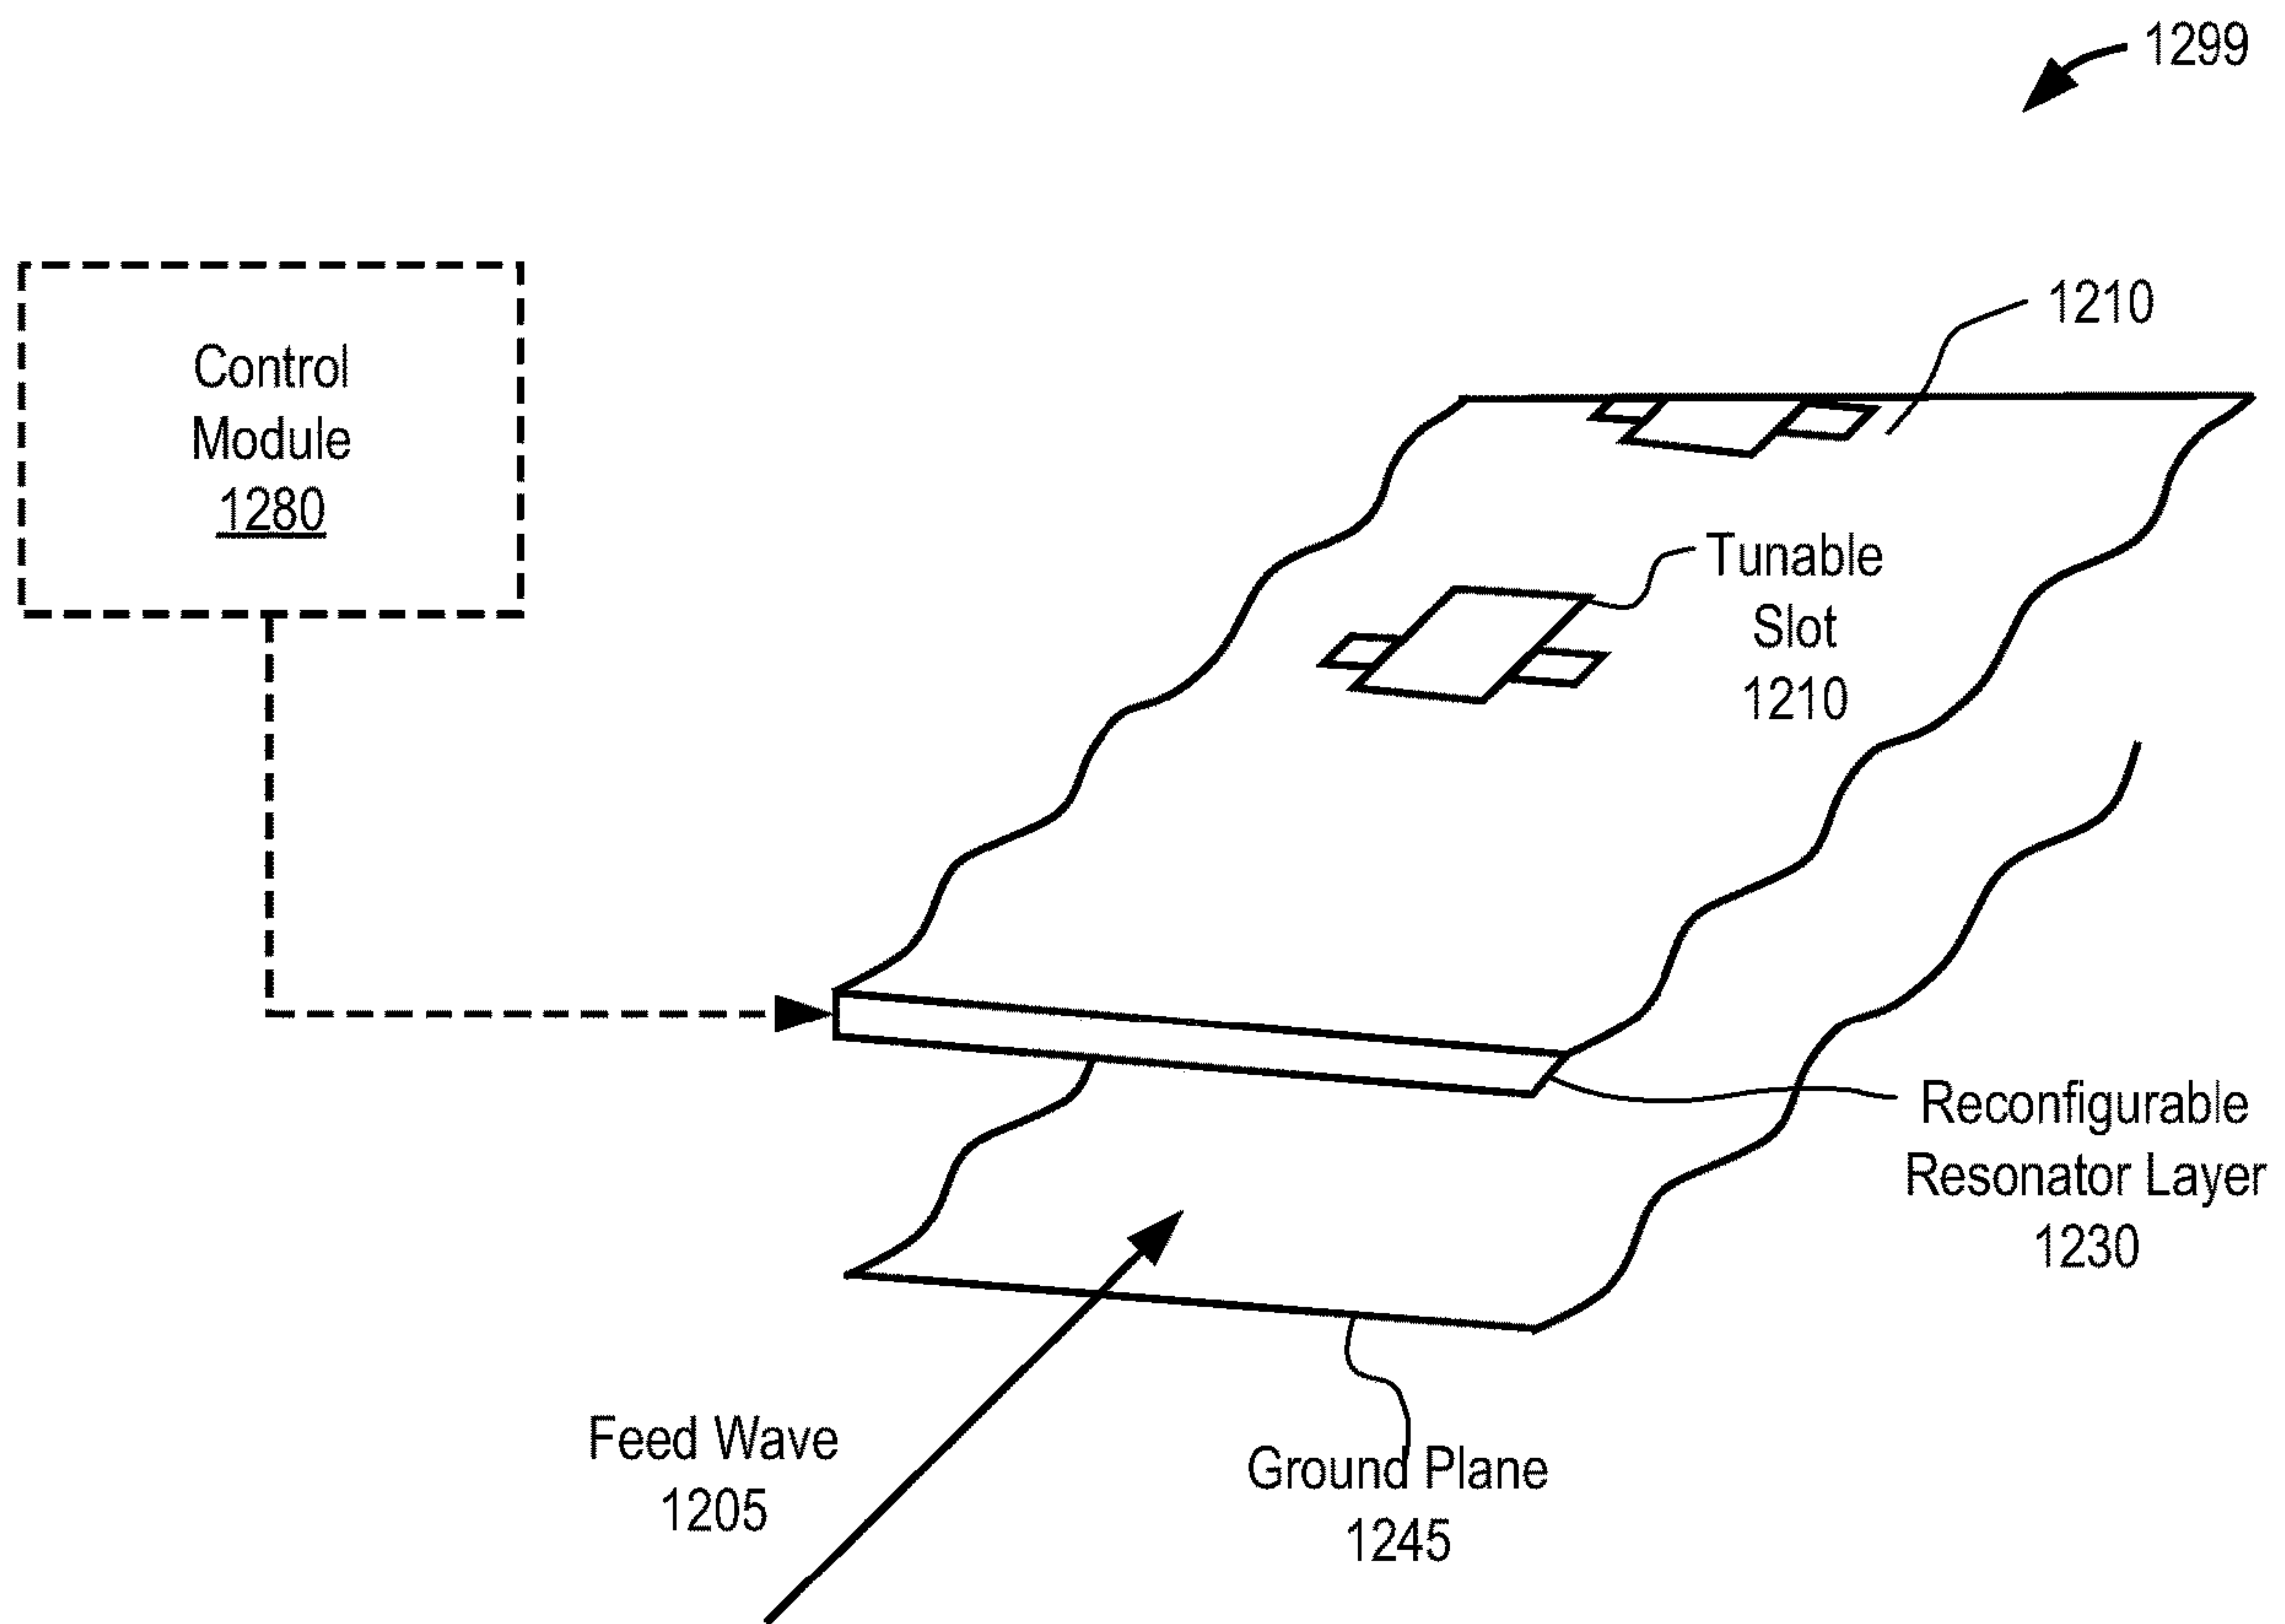 1299
Control
Module
1280
1210
Tunable
Slot
1210
Reconfigurable
Resonator Layer
1230
Feed Wave
1205
Ground Plane
1245